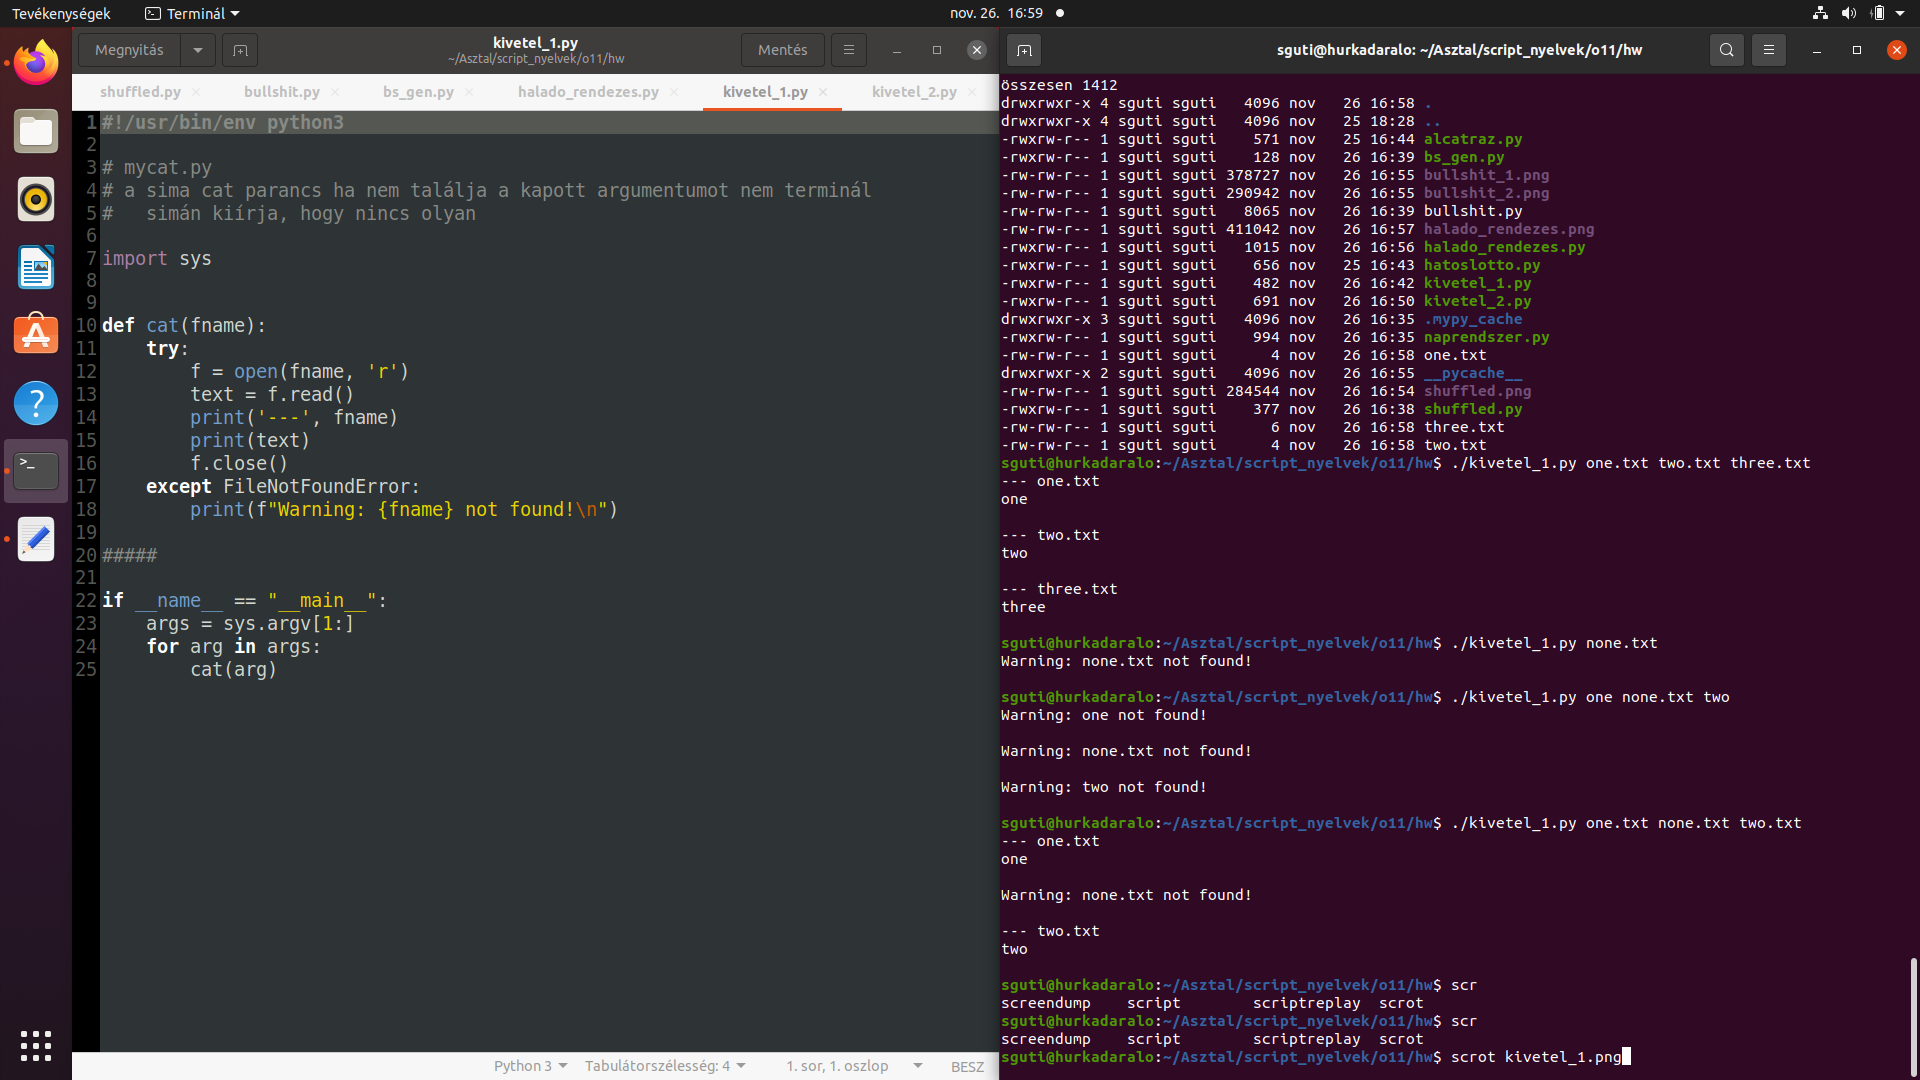 Tevékenységek
Terminál
nov. 26. 16:59
Megnyitás
kivetel_1.py
~/Asztal/script_nyelvek/o11/hw
Mentés
shuffled.py
bullshit.py
bs_gen.py
halado_rendezes.py
kivetel_1.py
kivetel_2.py
1 #!/usr/bin/env python3
2
3 # mycat.py
4 # a sima cat parancs ha nem találja a kapott argumentumot nem terminál
5 #   simán kiírja, hogy nincs olyan
6
7 import sys
8
9
10 def cat(fname):
11     try:
12         f = open(fname, 'r')
13         text = f.read()
14         print('---', fname)
15         print(text)
16         f.close()
17     except FileNotFoundError:
18         print(f"Warning: {fname} not found!\n")
19
20 #####
21
22 if __name__ == "__main__":
23     args = sys.argv[1:]
24     for arg in args:
25         cat(arg)
Python 3
Tabulátorszélesség: 4
1. sor, 1. oszlop
BESZ
sguti@hurkadaralo: ~/Asztal/script_nyelvek/o11/hw
összesen 1412
drwxrwxr-x 4 sguti sguti   4096 nov   26 16:58 .
drwxrwxr-x 4 sguti sguti   4096 nov   25 18:28 ..
-rwxrw-r-- 1 sguti sguti    571 nov   25 16:44 alcatraz.py
-rwxrw-r-- 1 sguti sguti    128 nov   26 16:39 bs_gen.py
-rw-rw-r-- 1 sguti sguti 378727 nov   26 16:55 bullshit_1.png
-rw-rw-r-- 1 sguti sguti 290942 nov   26 16:55 bullshit_2.png
-rw-rw-r-- 1 sguti sguti   8065 nov   26 16:39 bullshit.py
-rw-rw-r-- 1 sguti sguti 411042 nov   26 16:57 halado_rendezes.png
-rwxrw-r-- 1 sguti sguti   1015 nov   26 16:56 halado_rendezes.py
-rwxrw-r-- 1 sguti sguti    656 nov   25 16:43 hatoslotto.py
-rwxrw-r-- 1 sguti sguti    482 nov   26 16:42 kivetel_1.py
-rwxrw-r-- 1 sguti sguti    691 nov   26 16:50 kivetel_2.py
drwxrwxr-x 3 sguti sguti   4096 nov   26 16:35 .mypy_cache
-rwxrw-r-- 1 sguti sguti    994 nov   26 16:35 naprendszer.py
-rw-rw-r-- 1 sguti sguti      4 nov   26 16:58 one.txt
drwxrwxr-x 2 sguti sguti   4096 nov   26 16:55 __pycache__
-rw-rw-r-- 1 sguti sguti 284544 nov   26 16:54 shuffled.png
-rwxrw-r-- 1 sguti sguti    377 nov   26 16:38 shuffled.py
-rw-rw-r-- 1 sguti sguti      6 nov   26 16:58 three.txt
-rw-rw-r-- 1 sguti sguti      4 nov   26 16:58 two.txt
sguti@hurkadaralo:~/Asztal/script_nyelvek/o11/hw$ ./kivetel_1.py one.txt two.txt three.txt
--- one.txt
one

--- two.txt
two

--- three.txt
three

sguti@hurkadaralo:~/Asztal/script_nyelvek/o11/hw$ ./kivetel_1.py none.txt
Warning: none.txt not found!

sguti@hurkadaralo:~/Asztal/script_nyelvek/o11/hw$ ./kivetel_1.py one none.txt two
Warning: one not found!

Warning: none.txt not found!

Warning: two not found!

sguti@hurkadaralo:~/Asztal/script_nyelvek/o11/hw$ ./kivetel_1.py one.txt none.txt two.txt
--- one.txt
one

Warning: none.txt not found!

--- two.txt
two

sguti@hurkadaralo:~/Asztal/script_nyelvek/o11/hw$ scr
screendump    script        scriptreplay  scrot
sguti@hurkadaralo:~/Asztal/script_nyelvek/o11/hw$ scr
screendump    script        scriptreplay  scrot
sguti@hurkadaralo:~/Asztal/script_nyelvek/o11/hw$ scrot kivetel_1.png